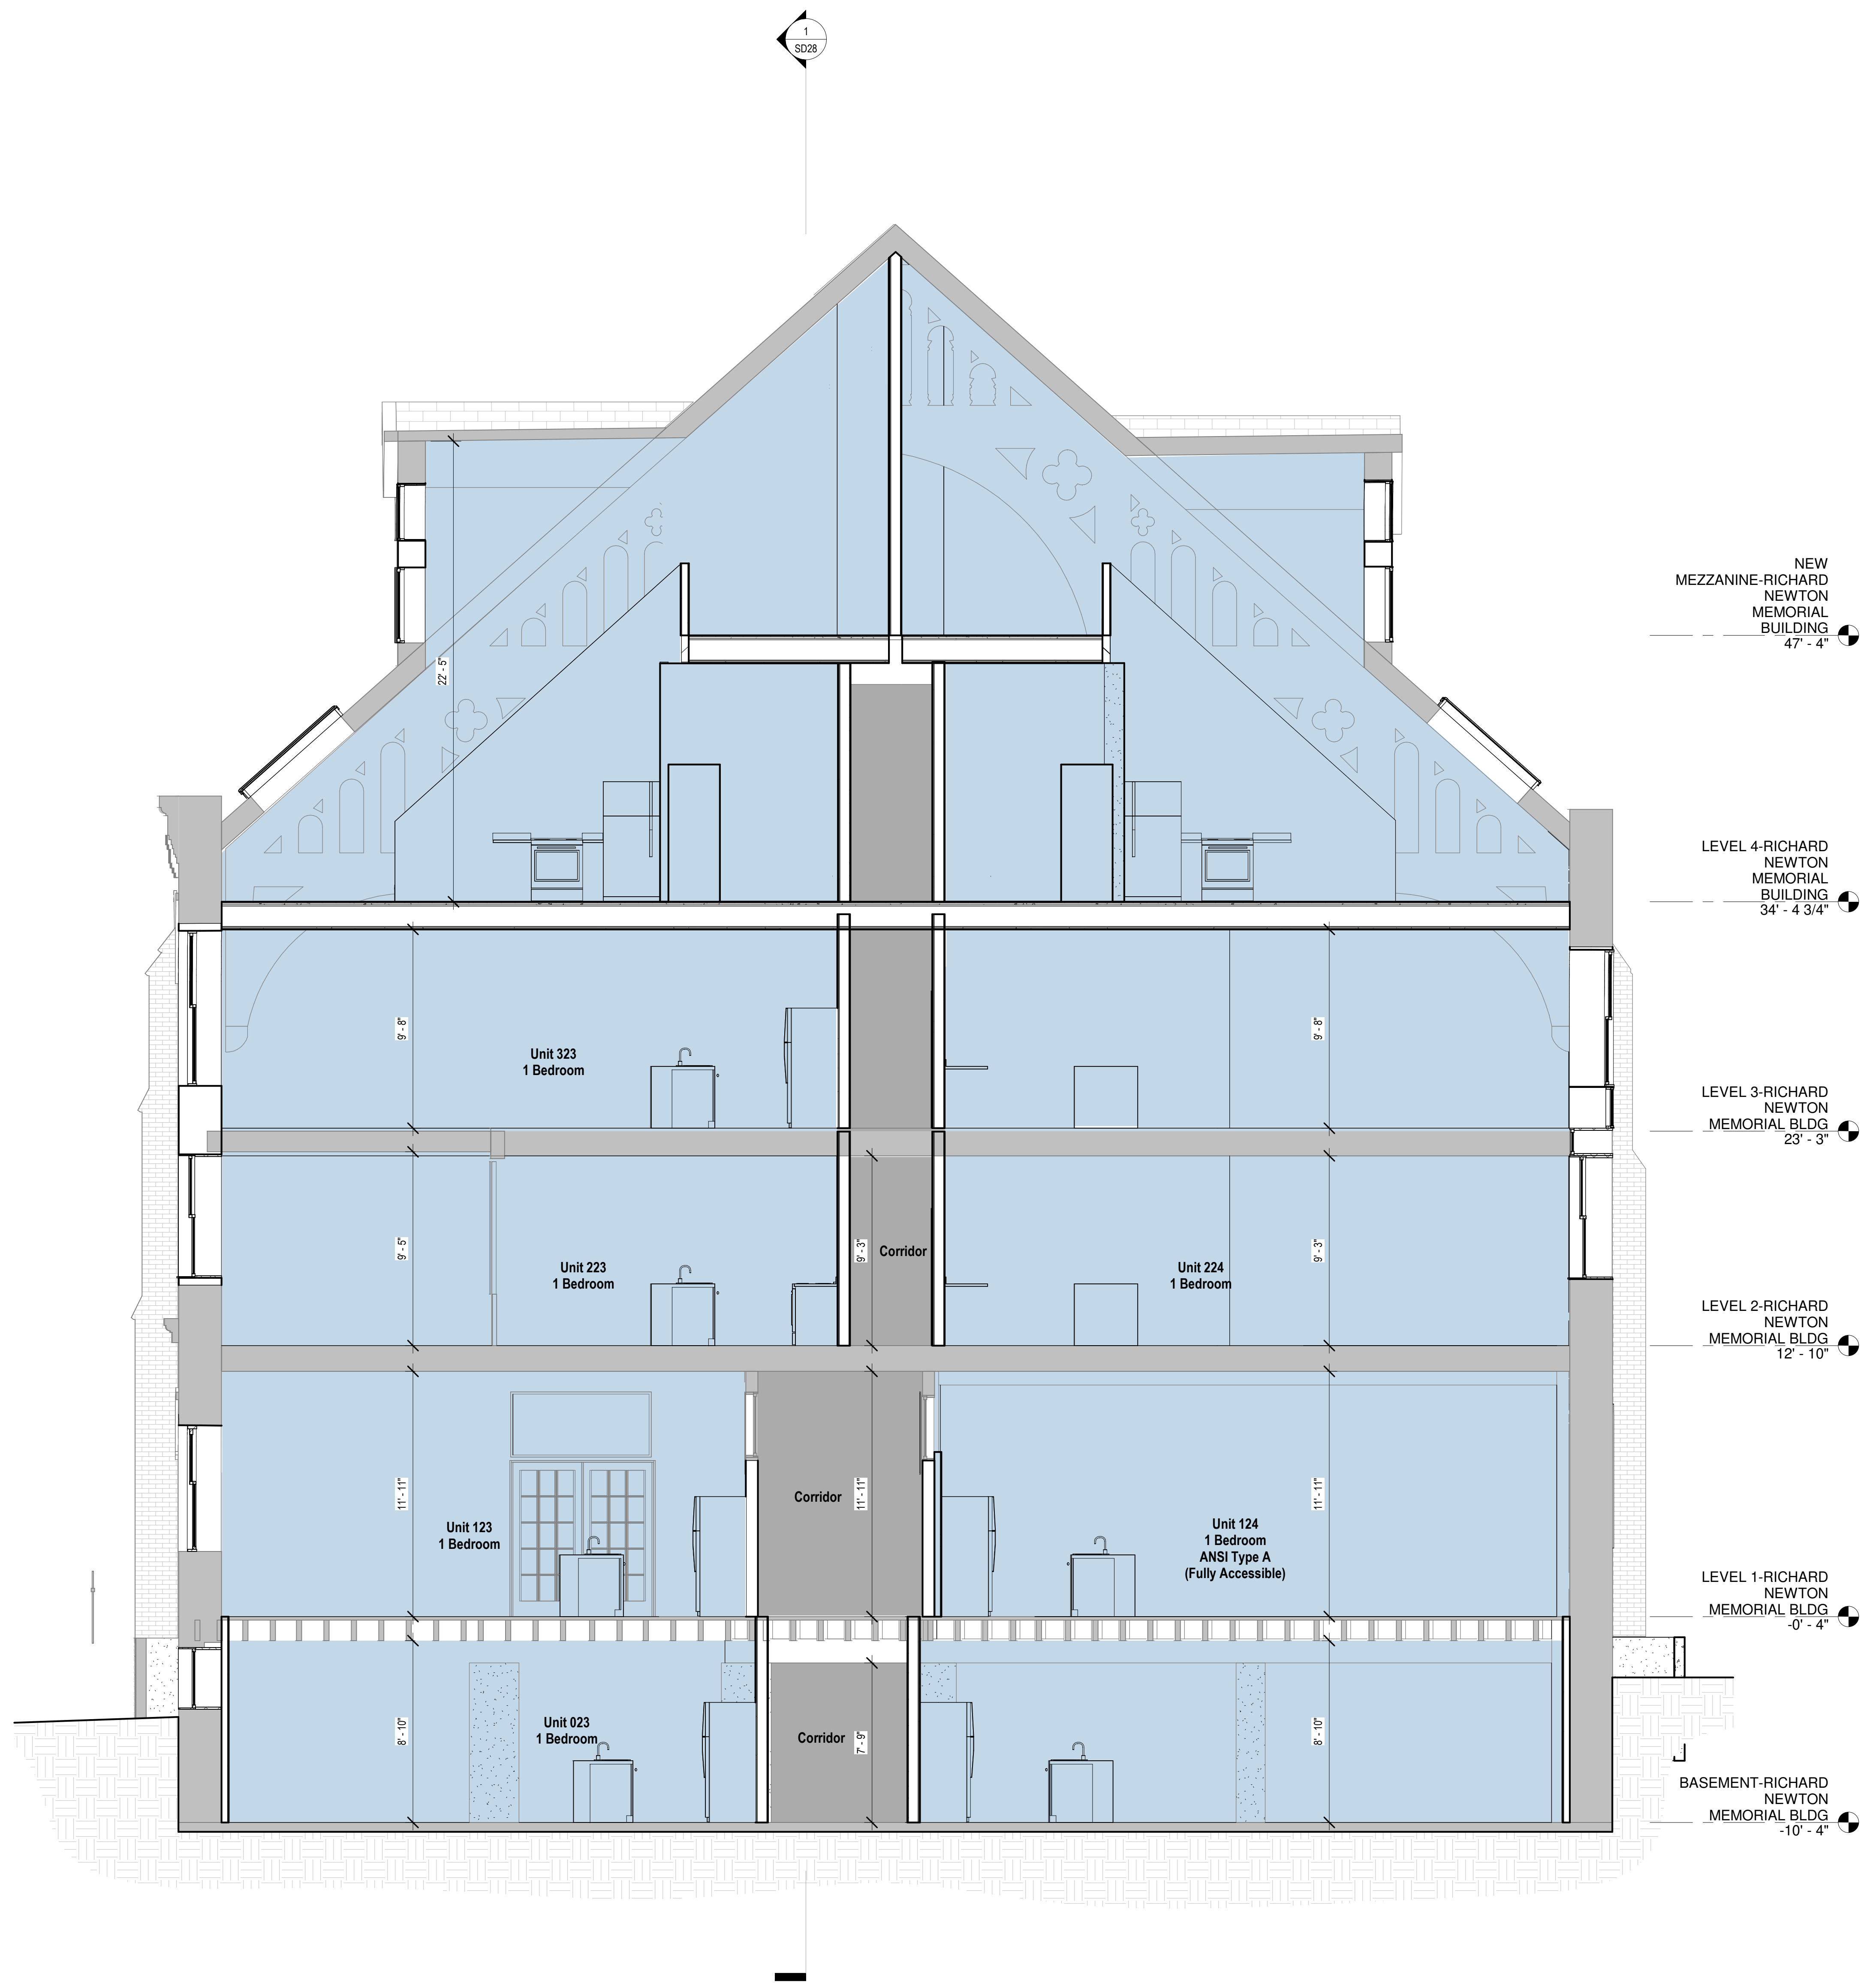 1
SD28
NEW
MEZZANINE-RICHARD
NEWTON
MEMORIAL
BUILDING
47' - 4"
22' - 5"
LEVEL 4-RICHARD
NEWTON
MEMORIAL
BUILDING
34' - 4 3/4"
9' - 8"
Unit 323
1 Bedroom
9' - 8"
LEVEL 3-RICHARD
NEWTON
MEMORIAL BLDG
23' - 3"
9' - 5"
Unit 223
1 Bedroom
9' - 3"
Corridor
Unit 224
1 Bedroom
9' - 3"
LEVEL 2-RICHARD
NEWTON
MEMORIAL BLDG
12' - 10"
11' - 11"
Unit 123
1 Bedroom
Corridor
11' - 11"
Unit 124
1 Bedroom
ANSI Type A
(Fully Accessible)
11' - 11"
LEVEL 1-RICHARD
NEWTON
MEMORIAL BLDG
-0' - 4"
8' - 10"
Unit 023
1 Bedroom
Corridor
7' - 9"
8' - 10"
BASEMENT-RICHARD
NEWTON
MEMORIAL BLDG
-10' - 4"